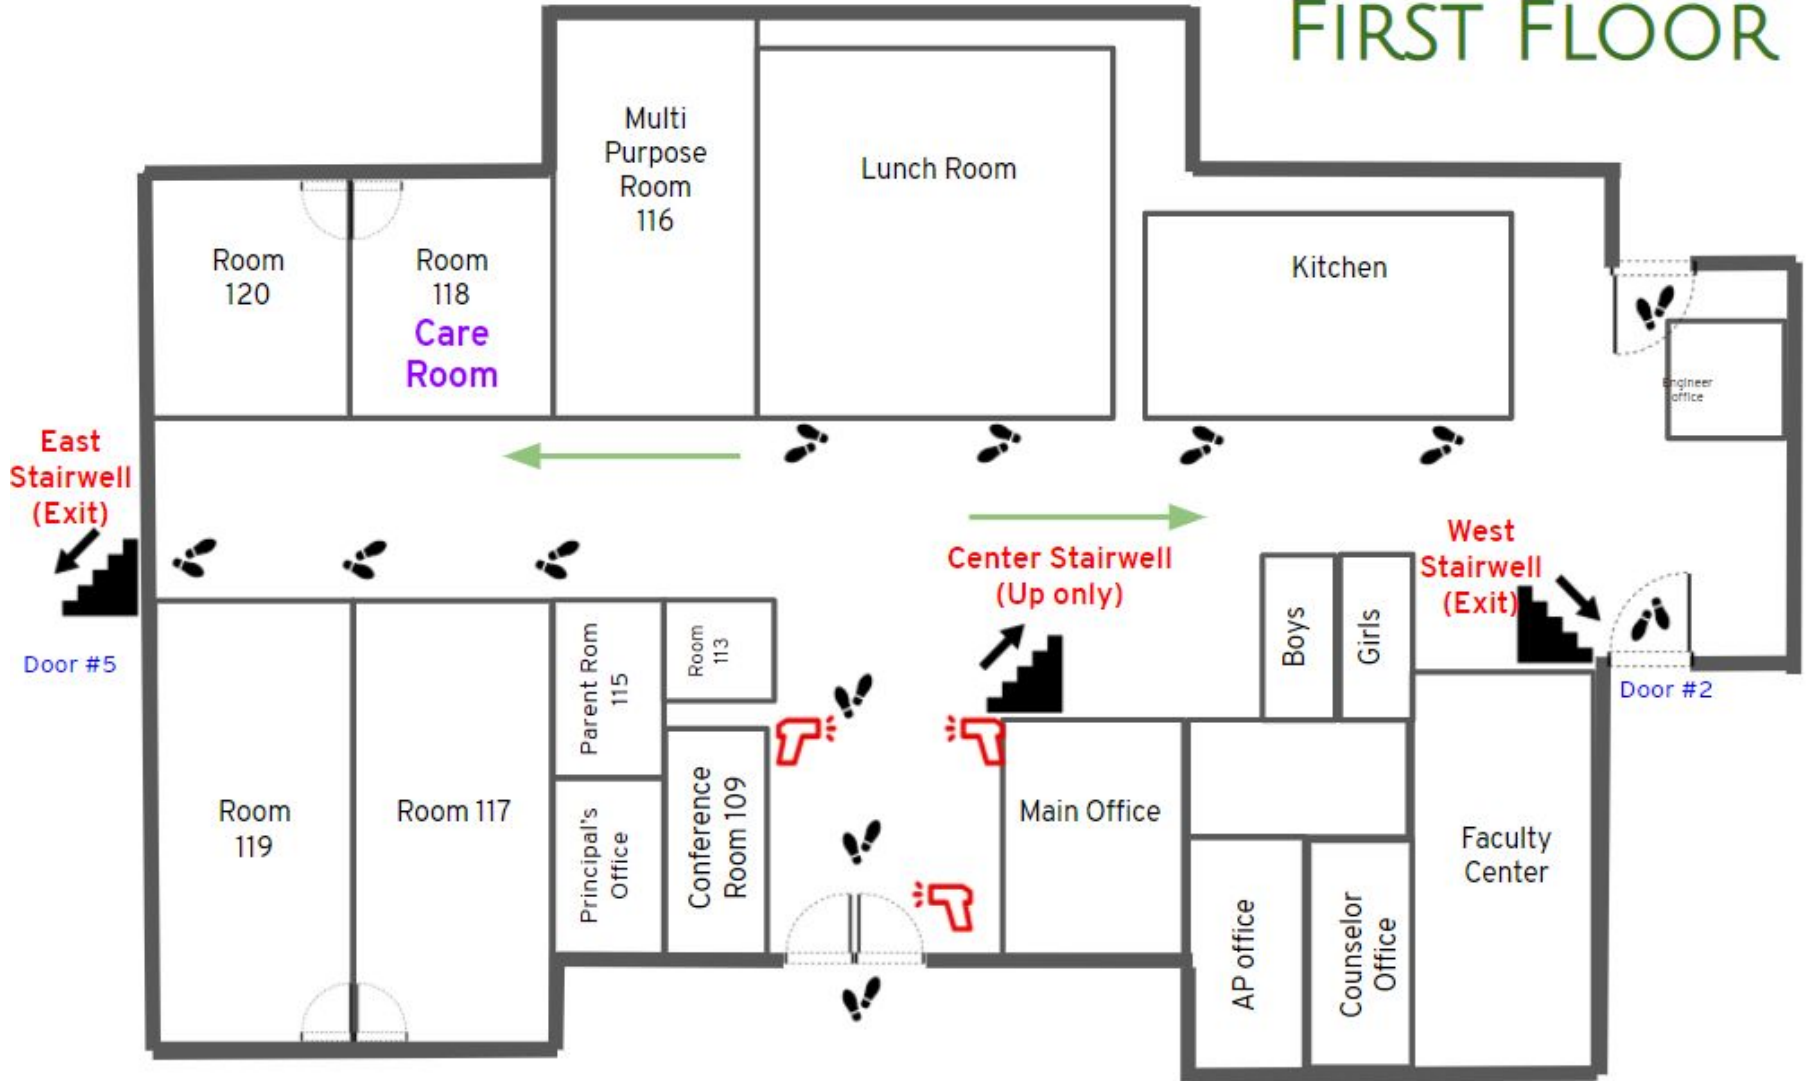 FIRST FLOOR
Multi
Purpose
Room
116
Lunch Room
Room
120
Room
118
Care
Room
Kitchen
Engineer
office
East
Stairwell
(Exit)
Door #5
Center Stairwell
(Up only)
West
Stairwell
(Exit)
Door #2
Boys
Girls
Room
119
Room 117
Parent Rom
115
Room
113
Principal's
Office
Conference
Room 109
Main Office
AP office
Counselor
Office
Faculty
Center